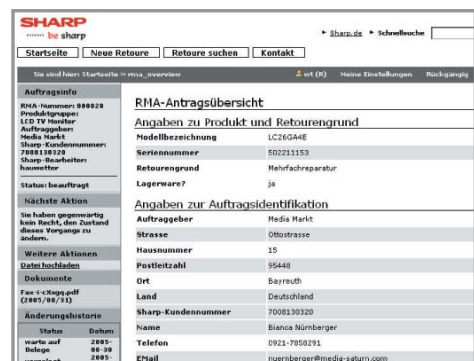 SHARP
be sharp
Sharp.de Schnellsuche
Startseite Neue Retoure Retoure suchen Kontakt
Sie sind hier: Startseite » rma_overview wt (R) Meine Einstellungen Rückgängig
Auftragsinfo
RMA-Nummer: 000020
Produktgruppe:
LCD TV Monitor
Auftraggeber:
Media Markt
Sharp-Kundennummer:
7008130320
Sharp-Bearbeiter:
hauwetter
Status: beauftragt
Nächste Aktion
Sie haben gegenwärtig
kein Recht, den Zustand
dieses Vorgangs zu
ändern.
Weitere Aktionen
Datei hochladen
Dokumente
(2005/08/31)
Änderungshistorie
Status Datum
warte auf 2005-
Belege 08-30
2005-
RMA-Antragsübersicht
Angaben zu Produkt und Retourengrund
Modellbezeichnung LC26GA4E
Seriennummer 502211153
Retourengrund Mehrfachreparatur
Lagerware? ja
Angaben zur Auftragsidentifikation
Auftraggeber Media Markt
Strasse Ottostrasse
Hausnummer 15
Postleitzahl 95448
Ort Bayreuth
Land Deutschland
Sharp-Kundennummer 7008130320
Name Bianca Nürnberger
Telefon 0921-7850291
EMail nuernberger@media-saturn.com